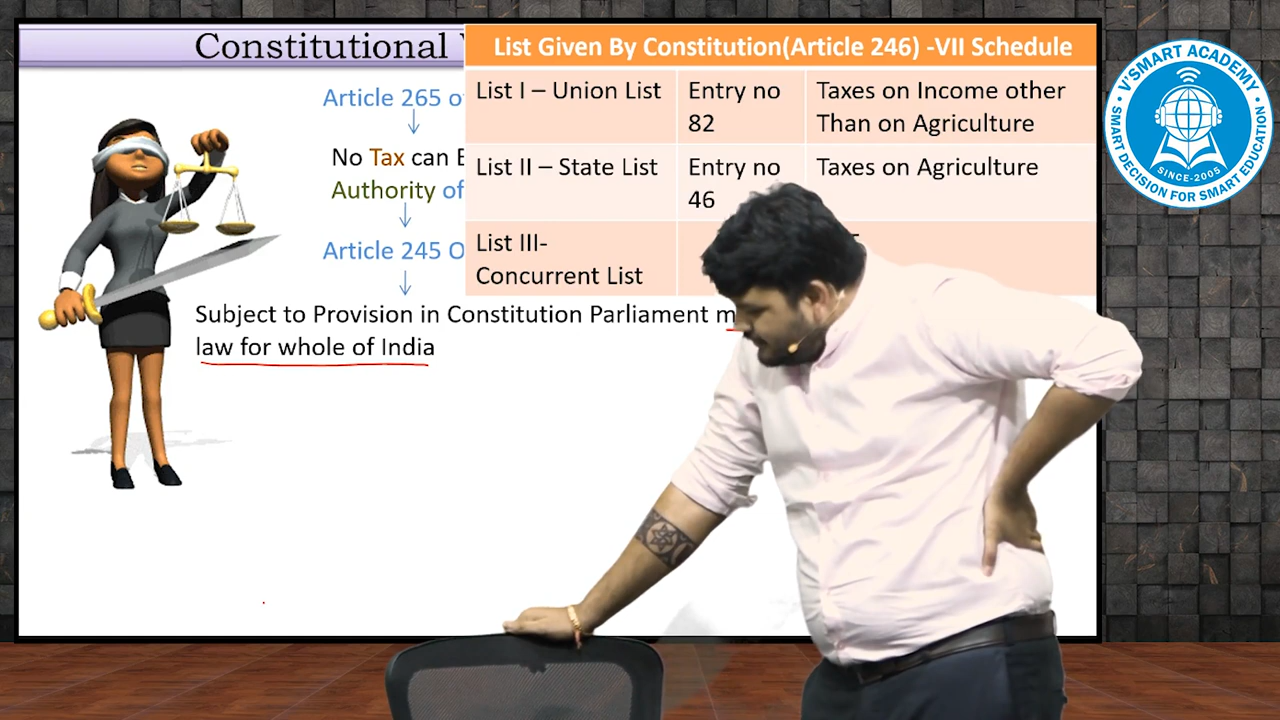 Constitutional
List Given By Constitution(Article 246) -VII Schedule
Article 265
No Tax can
Authority of
Article 245
Subject to Provision in Constitution Parliament
law for whole of India
List I – Union List
Entry no
82
Taxes on Income other
Than on Agriculture
List II – State List
Entry no
46
Taxes on Agriculture
List III-
Concurrent List
V'SMART ACADEMY
SINCE-2005
SMART DECISION FOR SMART EDUCATION